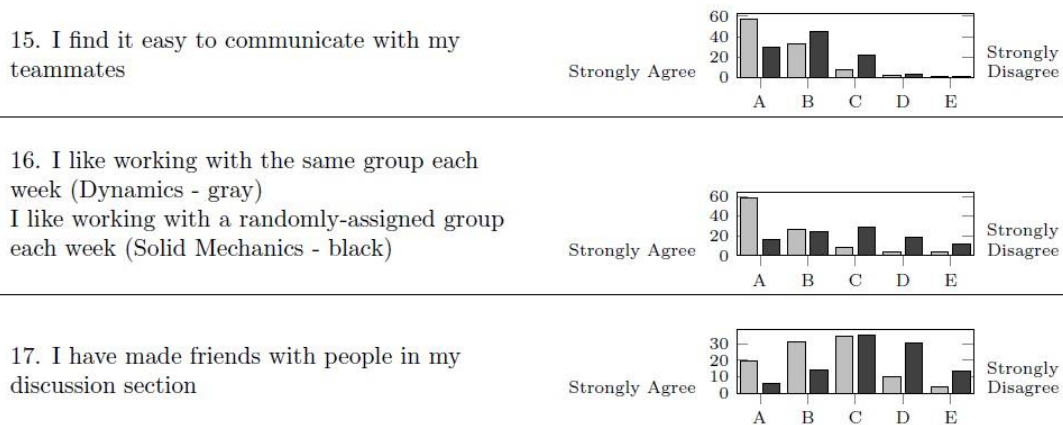 15. I find it easy to communicate with my
teammates
Strongly Agree
60
40
20
0
A B C D E
Strongly
Disagree
16. I like working with the same group each
week (Dynamics - gray)
I like working with a randomly-assigned group
each week (Solid Mechanics - black)
Strongly Agree
60
40
20
0
A B C D E
Strongly
Disagree
17. I have made friends with people in my
discussion section
Strongly Agree
30
20
10
0
A B C D E
Strongly
Disagree